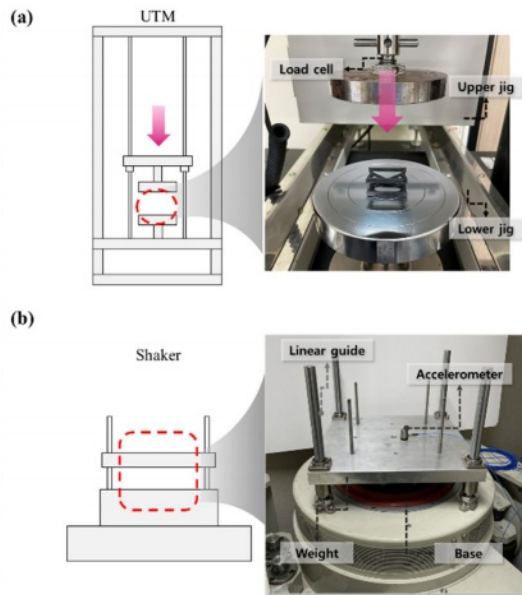 (a)
UTM
Load cell
Upper jig
Lower jig
(b)
Shaker
Linear guide
Accelerometer
Weight
Base